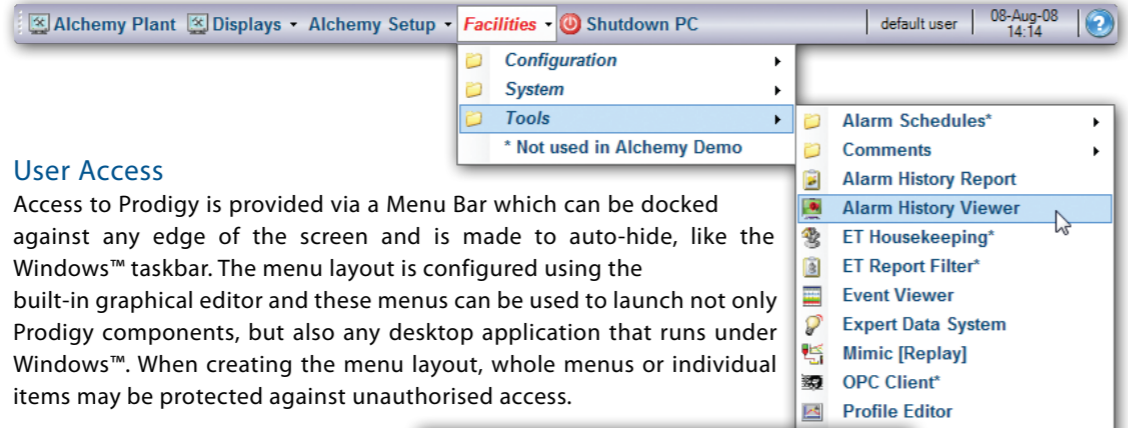 Alchemy Plant Displays Alchemy Setup Facilities Shutdown PC default user 08-Aug-08 14:14 ?
Configuration
System
Tools
* Not used in Alchemy Demo
Alarm Schedules*
Comments
Alarm History Report
Alarm History Viewer
ET Housekeeping*
ET Report Filter*
Event Viewer
Expert Data System
Mimic [Replay]
OPC Client*
Profile Editor
User Access
Access to Prodigy is provided via a Menu Bar which can be docked
against any edge of the screen and is made to auto-hide, like the
Windows™ taskbar. The menu layout is configured using the
built-in graphical editor and these menus can be used to launch not only
Prodigy components, but also any desktop application that runs under
Windows™. When creating the menu layout, whole menus or individual
items may be protected against unauthorised access.